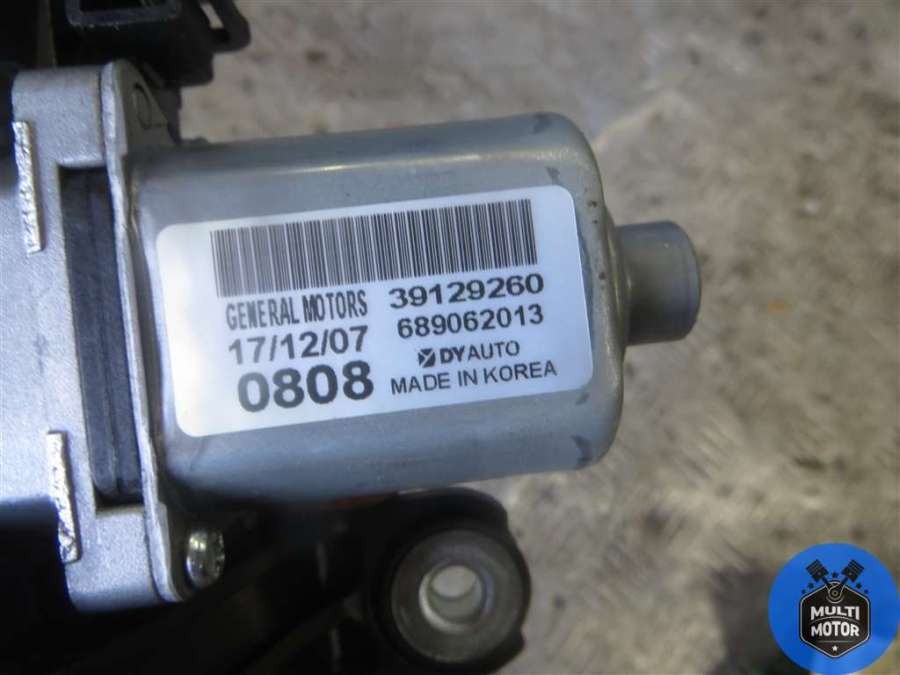 GENERAL MOTORS 39129260
17/12/07 689062013
0808 DYAUTO
MADE IN KOREA
MULTI
MOTOR